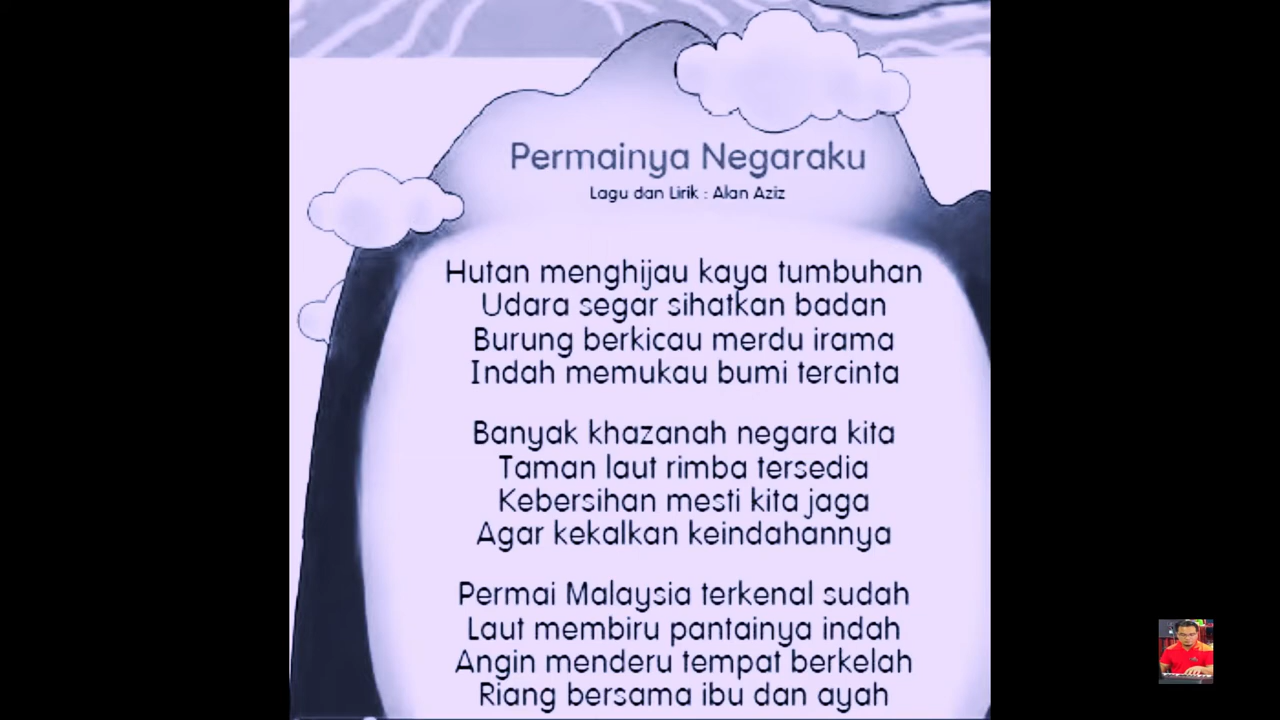 Permainya Negaraku
Lagu dan Lirik : Alan Aziz
Hutan menghijau kaya tumbuhan
Udara segar sihatkan badan
Burung berkicau merdu irama
Indah memukau bumi tercinta
Banyak khazanah negara kita
Taman laut rimba tersedia
Kebersihan mesti kita jaga
Agar kekalkan keindahannya
Permai Malaysia terkenal sudah
Laut membiru pantainya indah
Angin menderu tempat berkelah
Riang bersama ibu dan ayah